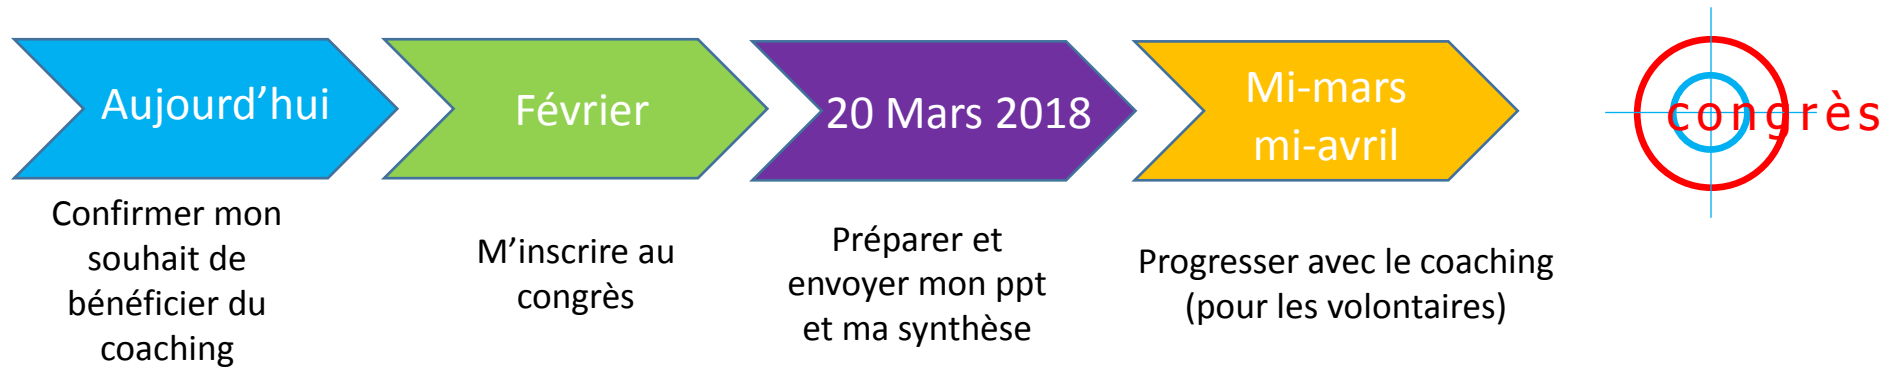 Aujourd’hui
Confirmer mon
souhait de
bénéficier du
coaching
Février
M’inscrire au
congrès
20 Mars 2018
Préparer et
envoyer mon ppt
et ma synthèse
Mi-mars
mi-avril
Progresser avec le coaching
(pour les volontaires)
congrès